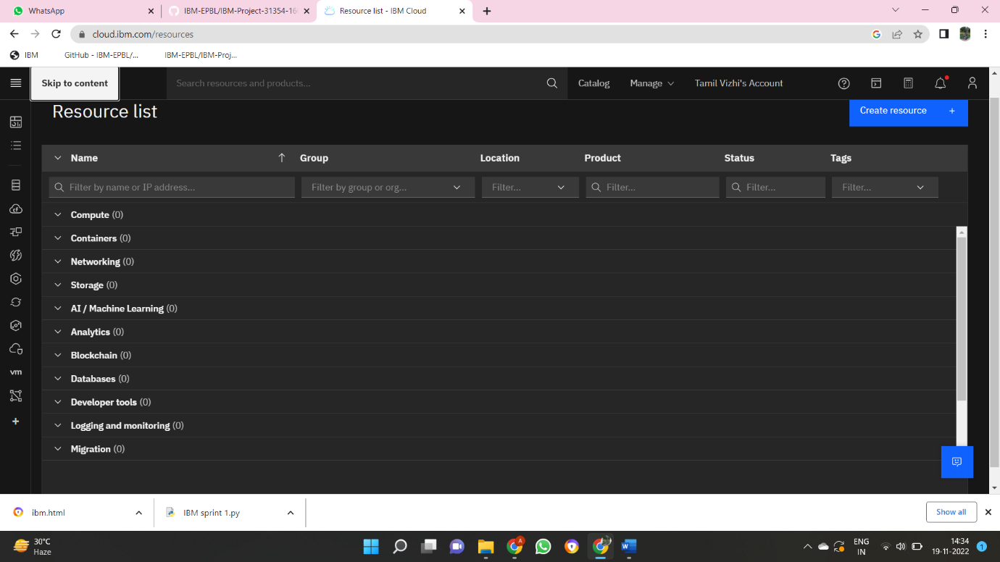 WhatsApp
IBM-EPBL/IBM-Project-31354-16
Resource list - IBM Cloud
cloud.ibm.com/resources
IBM
GitHub - IBM-EPBL/...
IBM-EPBL/IBM-Proj...
Skip to content
Search resources and products...
Catalog
Manage
Tamil Vizhi's Account
Resource list
Create resource +
Name
Group
Location
Product
Status
Tags
Filter by name or IP address...
Filter by group or org...
Filter...
Filter...
Filter...
Filter...
Compute (0)
Containers (0)
Networking (0)
Storage (0)
AI / Machine Learning (0)
Analytics (0)
Blockchain (0)
Databases (0)
Developer tools (0)
Logging and monitoring (0)
Migration (0)
vm
ibm.html
IBM sprint 1.py
Show all
30°C
Haze
ENG
IN
14:34
19-11-2022
1